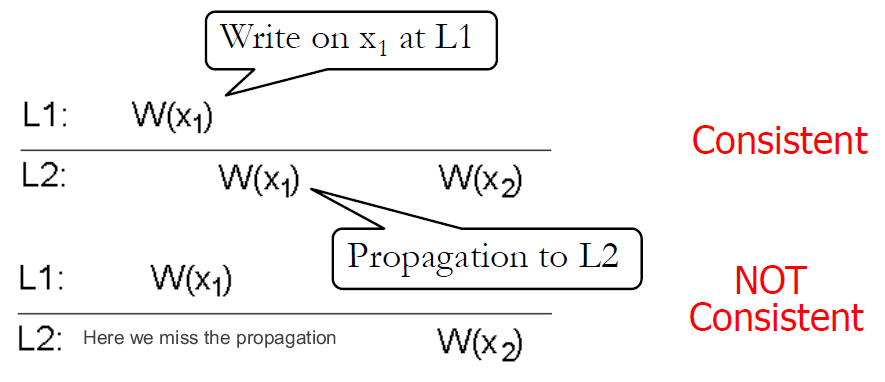 Write on x₁ at L1
L1: W(x₁)
Consistent
L2: W(x₁) W(x₂)
Propagation to L2
L1: W(x₁)
NOT
Consistent
L2: Here we miss the propagation W(x₂)